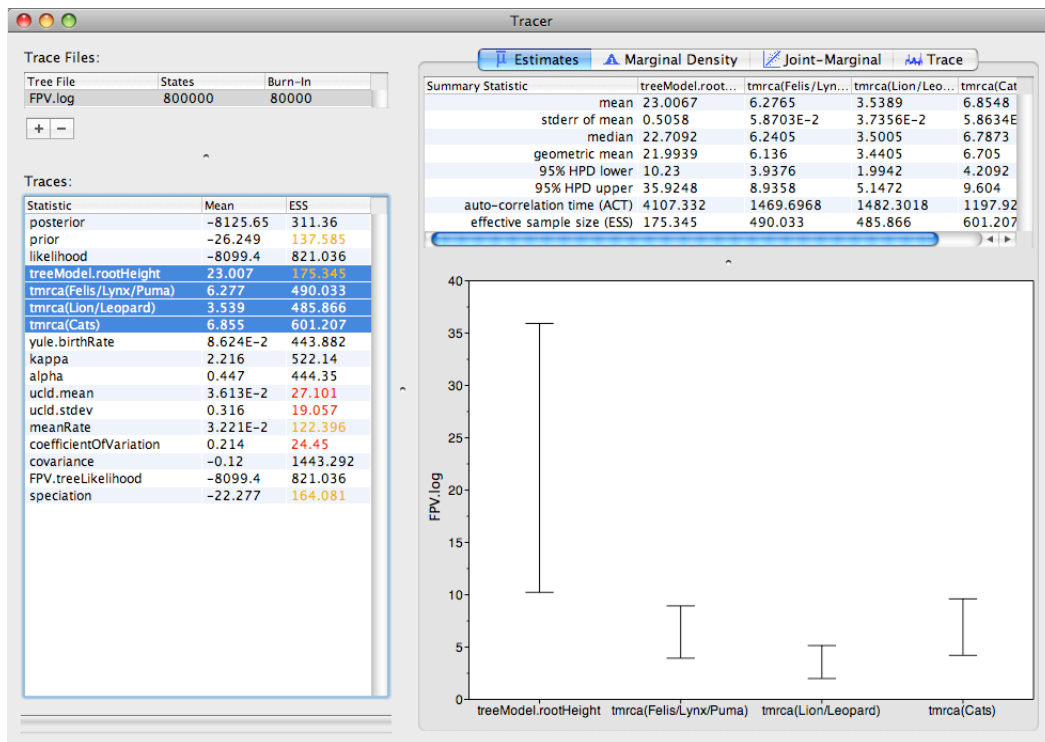 Tracer
Trace Files:
Tree File States Burn-In
FPV.log 800000 80000
+ −
Traces:
Statistic Mean ESS
posterior -8125.65 311.36
prior -26.249 137.585
likelihood -8099.4 821.036
treeModel.rootHeight 23.007 175.345
tmrca(Felis/Lynx/Puma) 6.277 490.033
tmrca(Lion/Leopard) 3.539 485.866
tmrca(Cats) 6.855 601.207
yule.birthRate 8.624E-2 443.882
kappa 2.216 522.14
alpha 0.447 444.35
ucld.mean 3.613E-2 27.101
ucld.stdev 0.316 19.057
meanRate 3.221E-2 122.396
coefficientOfVariation 0.214 24.45
covariance -0.12 1443.292
FPV.treeLikelihood -8099.4 821.036
speciation -22.277 164.081
Estimates Marginal Density Joint-Marginal Trace
Summary Statistic treeModel.root... tmrca(Felis/Lyn... tmrca(Lion/Leo... tmrca(Cat
mean 23.0067 6.2765 3.5389 6.8548
stderr of mean 0.5058 5.8703E-2 3.7356E-2 5.8634E
median 22.7092 6.2405 3.5005 6.7873
geometric mean 21.9939 6.136 3.4405 6.705
95% HPD lower 10.23 3.9376 1.9942 4.2092
95% HPD upper 35.9248 8.9358 5.1472 9.604
auto-correlation time (ACT) 4107.332 1469.6968 1482.3018 1197.92
effective sample size (ESS) 175.345 490.033 485.866 601.207
40
35
30
25
20
15
10
5
0
FPV.log
treeModel.rootHeight tmrca(Felis/Lynx/Puma) tmrca(Lion/Leopard) tmrca(Cats)